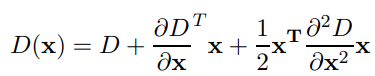 D(𝐱) = D + ∂D^T/∂𝐱 𝐱 + 1/2 𝐱^𝐓 ∂²D/∂𝐱² 𝐱